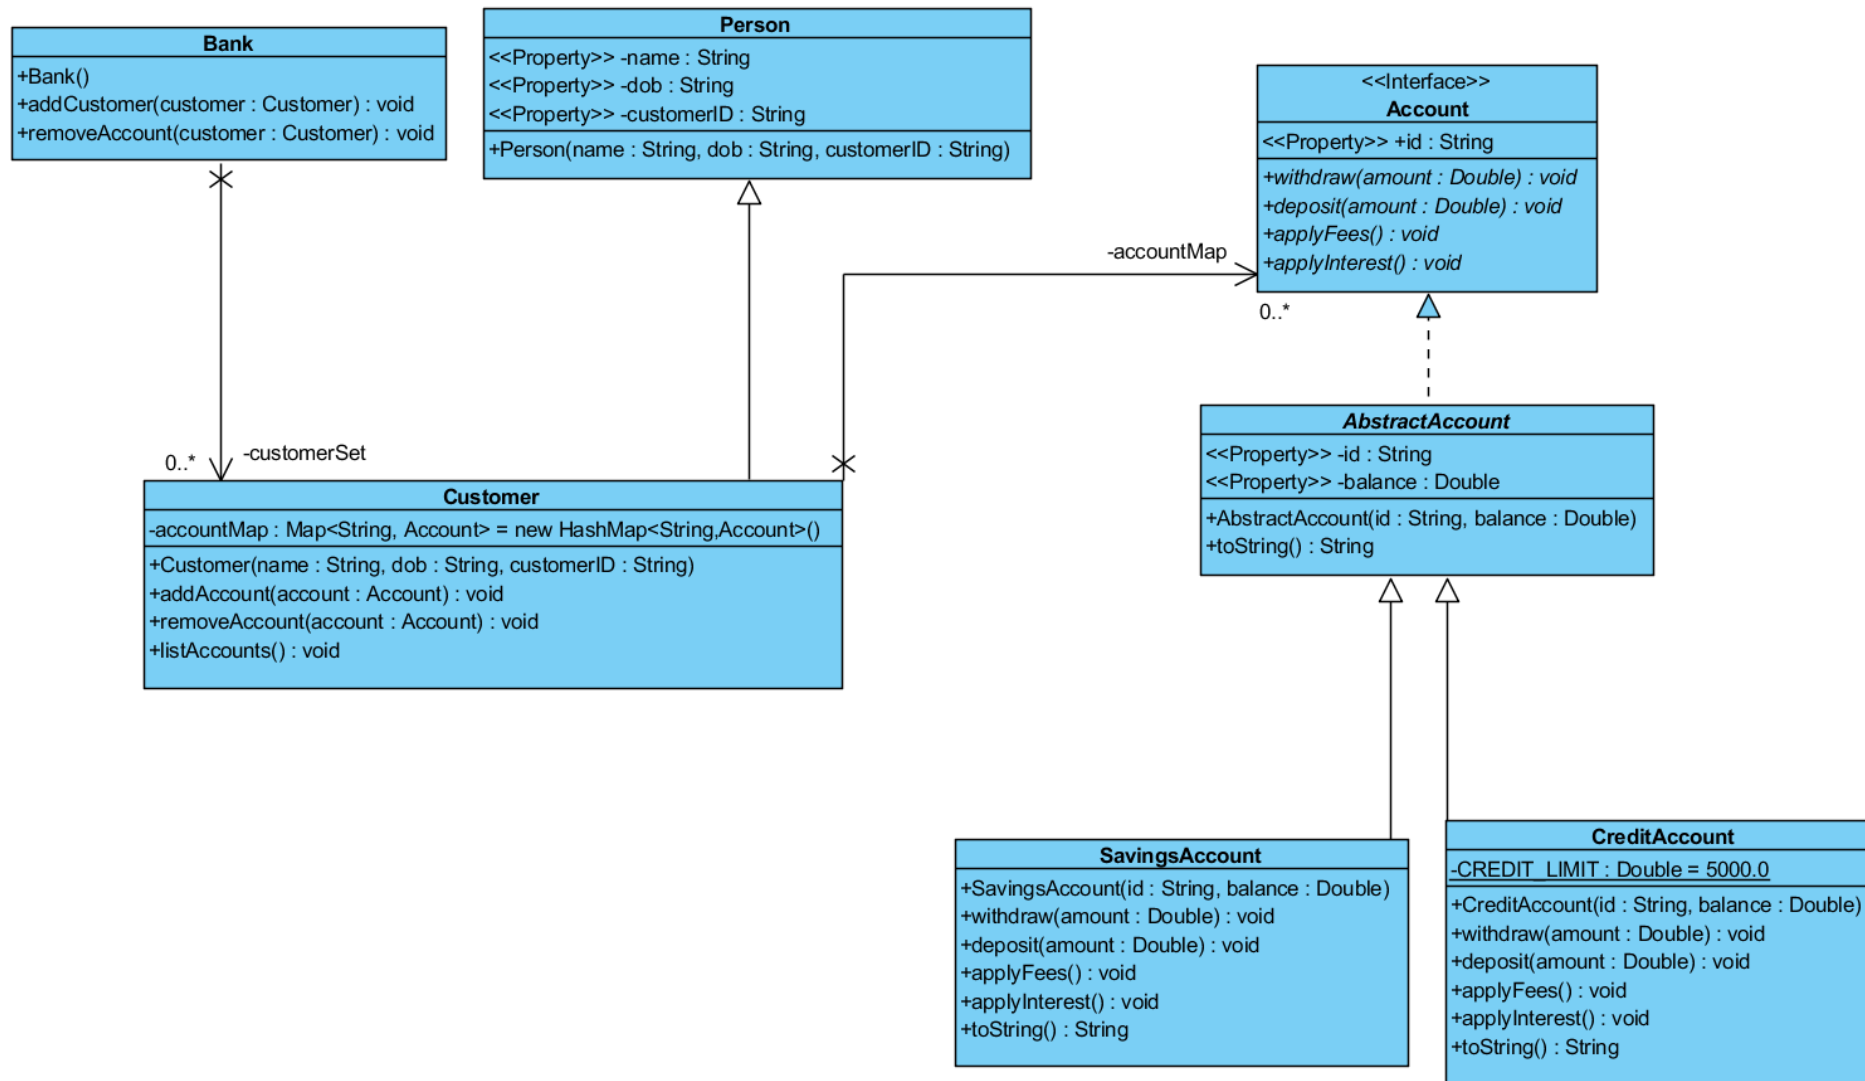 Bank
+Bank()
+addCustomer(customer : Customer) : void
+removeAccount(customer : Customer) : void
Person
<<Property>> -name : String
<<Property>> -dob : String
<<Property>> -customerID : String
+Person(name : String, dob : String, customerID : String)
<<Interface>>
Account
<<Property>> +id : String
+withdraw(amount : Double) : void
+deposit(amount : Double) : void
+applyFees() : void
+applyInterest() : void
-accountMap
0..*
0..*
-customerSet
Customer
-accountMap : Map<String, Account> = new HashMap<String,Account>()
+Customer(name : String, dob : String, customerID : String)
+addAccount(account : Account) : void
+removeAccount(account : Account) : void
+listAccounts() : void
AbstractAccount
<<Property>> -id : String
<<Property>> -balance : Double
+AbstractAccount(id : String, balance : Double)
+toString() : String
SavingsAccount
+SavingsAccount(id : String, balance : Double)
+withdraw(amount : Double) : void
+deposit(amount : Double) : void
+applyFees() : void
+applyInterest() : void
+toString() : String
CreditAccount
-CREDIT_LIMIT : Double = 5000.0
+CreditAccount(id : String, balance : Double)
+withdraw(amount : Double) : void
+deposit(amount : Double) : void
+applyFees() : void
+applyInterest() : void
+toString() : String